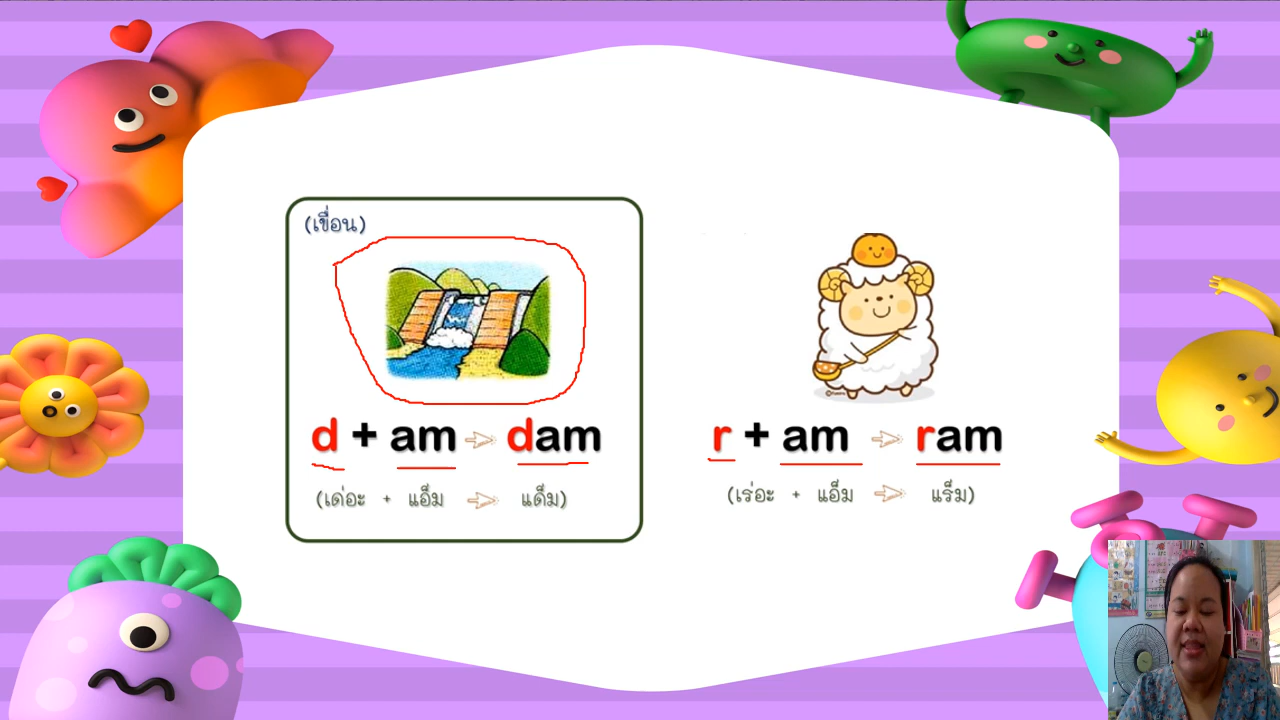 (เขื่อน)
d + am ⇨ dam
(เด่อะ + แอ็ม ⇨ แด็ม)
r + am ⇨ ram
(เร่อะ + แอ็ม ⇨ แร็ม)